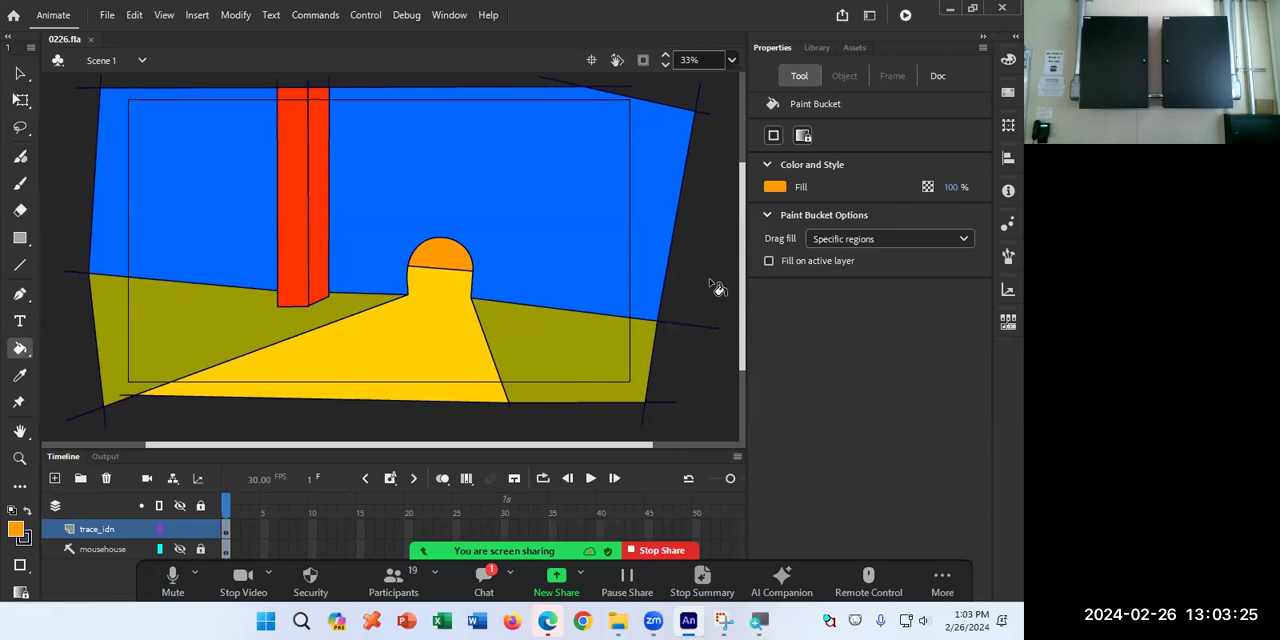 Animate File Edit View Insert Modify Text Commands Control Debug Window Help
0226.fla ×
Scene 1 33%
Properties Library Assets
Tool Object Frame Doc
Paint Bucket
Color and Style
Fill 100 %
Paint Bucket Options
Drag fill Specific regions
Fill on active layer
Timeline Output
30.00 FPS 1 F
1s
5 10 15 20 25 30 35 40 45 50
trace_idn
mousehouse
You are screen sharing Stop Share
19 1
Mute Stop Video Security Participants Chat New Share Pause Share Stop Summary AI Companion Remote Control More
1:03 PM
2/26/2024
2024-02-26 13:03:25